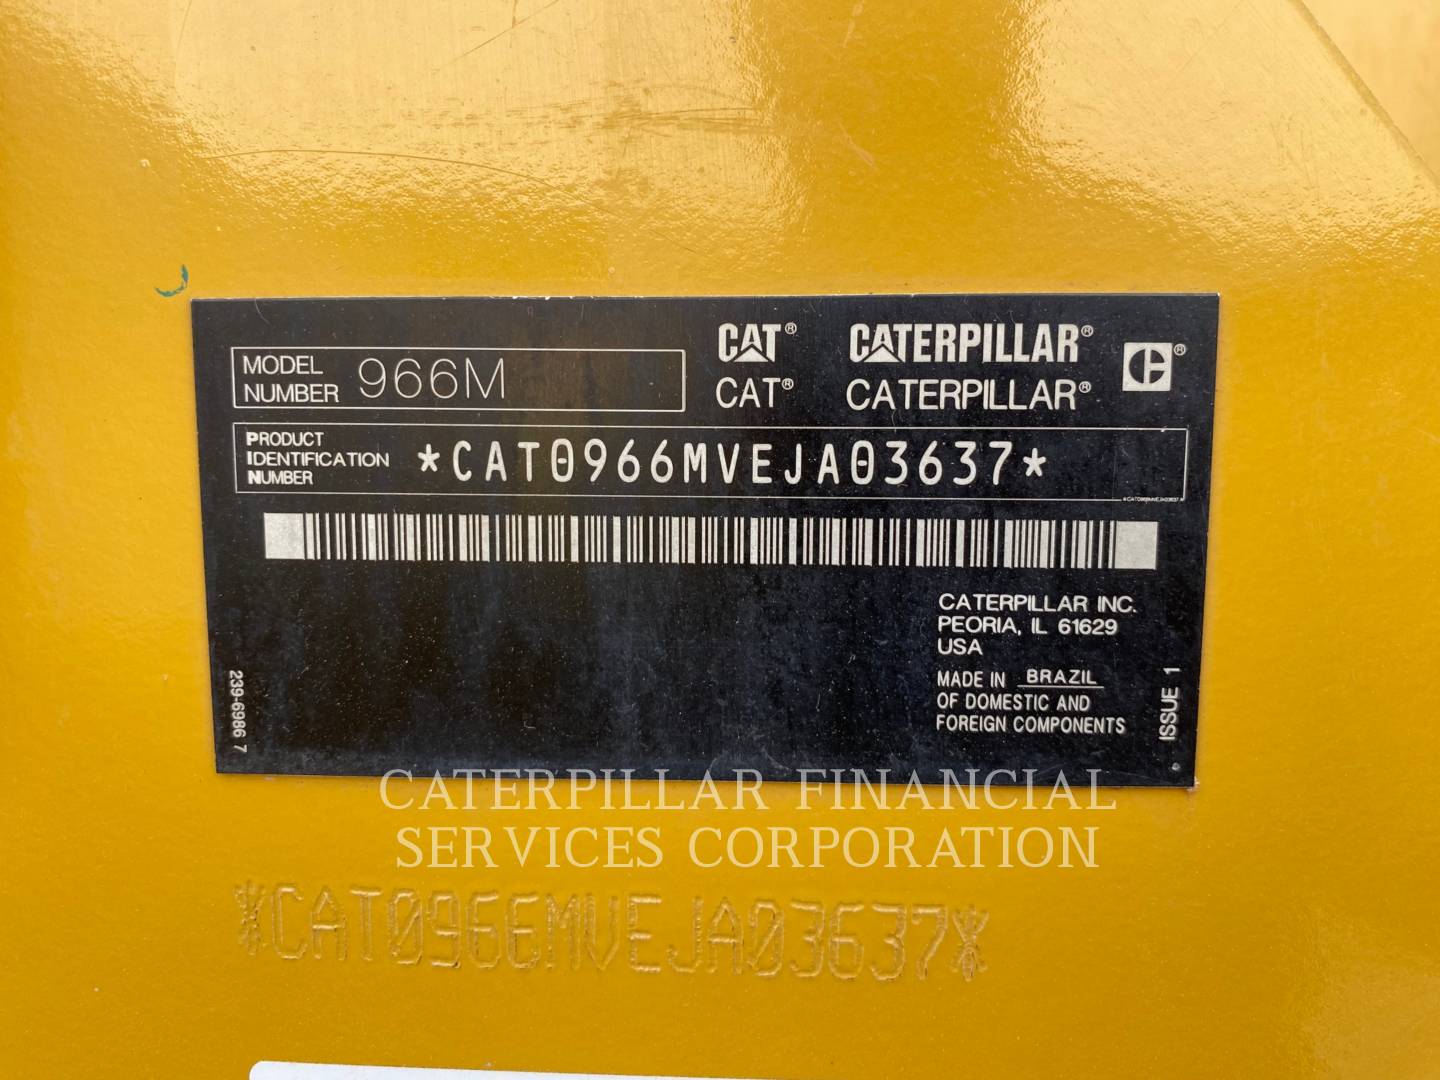 CAT® CATERPILLAR®
CAT® CATERPILLAR®
MODEL
NUMBER 966M
PRODUCT
IDENTIFICATION
NUMBER
*CAT0966MVEJA03637*
*CAT0966MVEJA03637*
CATERPILLAR INC.
PEORIA, IL 61629
USA
MADE IN BRAZIL
OF DOMESTIC AND
FOREIGN COMPONENTS
239-6986 7
ISSUE 1
CATERPILLAR FINANCIAL
SERVICES CORPORATION
*CAT0966MVEJA03637*